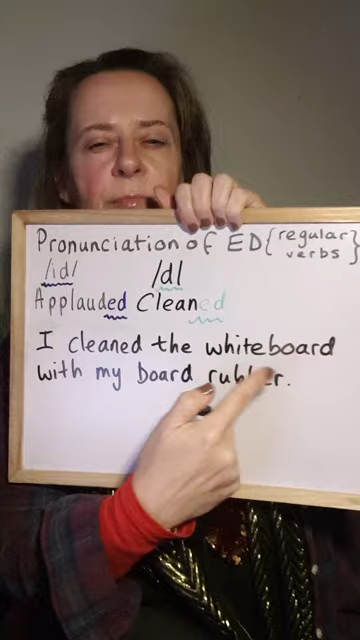 Pronunciation of ED {regular verbs}
/id/ /d/
Applauded Cleaned
I cleaned the whiteboard
with my board rubber.